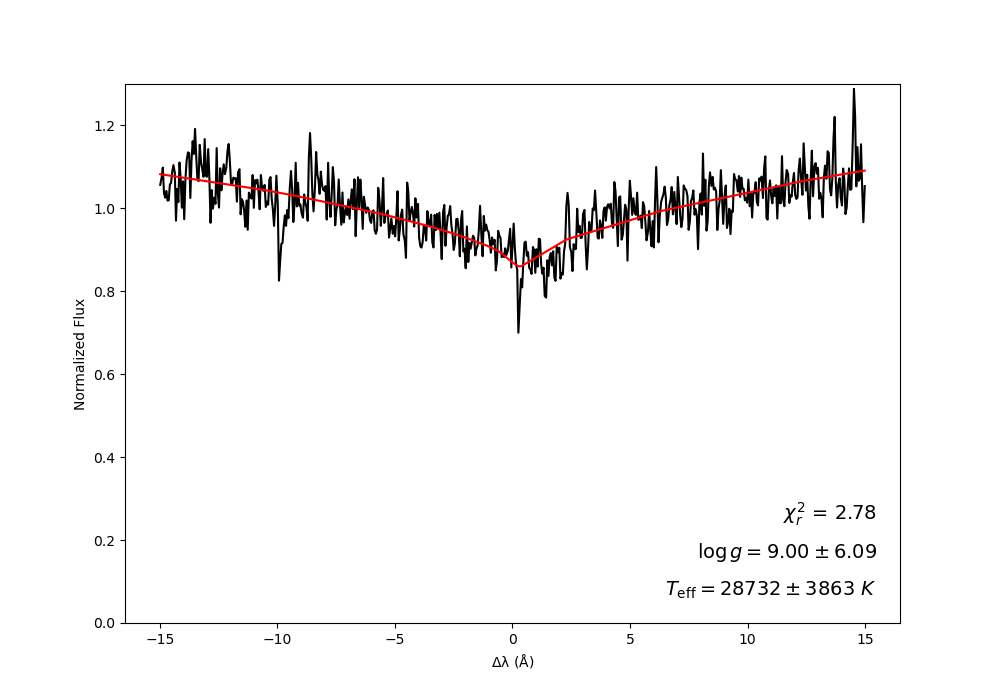 1.2
1.0
0.8
0.6
0.4
0.2
0.0
Normalized Flux
χ²ᵣ = 2.78
log g = 9.00 ± 6.09
T_eff = 28732 ± 3863 K
−15 −10 −5 0 5 10 15
Δλ (Å)